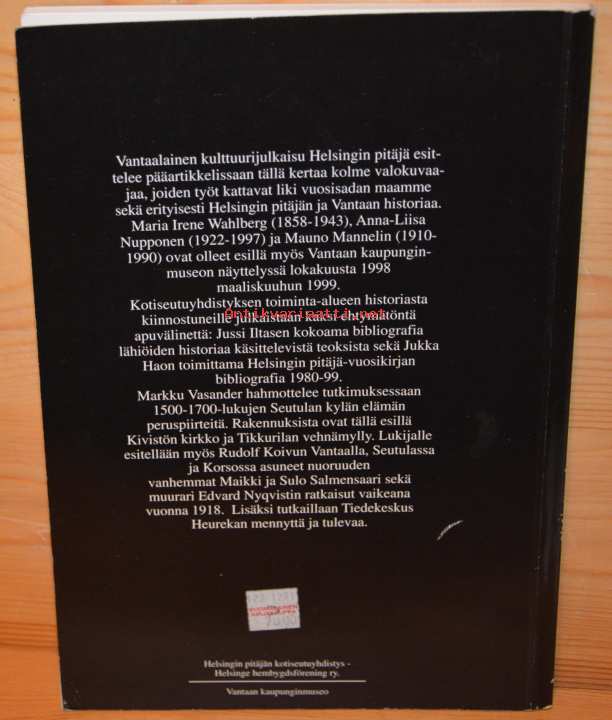 Vantaalainen kulttuurijulkaisu Helsingin pitäjä esit-
telee pääartikkelissaan tällä kertaa kolme valokuvaa-
jaa, joiden työt kattavat liki vuosisadan maamme
sekä erityisesti Helsingin pitäjän ja Vantaan historiaa.
Maria Irene Wahlberg (1858-1943), Anna-Liisa
Nupponen (1922-1997) ja Mauno Mannelin (1910-
1990) ovat olleet esillä myös Vantaan kaupungin-
museon näyttelyssä lokakuusta 1998
maaliskuuhun 1999.
Kotiseutuyhdistyksen toiminta-alueen historiasta
kiinnostuneille julkaistaan kaksi ehtymätöntä
Antikvariaatti.net
apuvälinettä: Jussi Iltasen kokoama bibliografia
lähiöiden historiaa käsittelevistä teoksista sekä Jukka
Haon toimittama Helsingin pitäjä-vuosikirjan
bibliografia 1980-99.
Markku Vasander hahmottelee tutkimuksessaan
1500-1700-lukujen Seutulan kylän elämän
peruspiirteitä. Rakennuksista ovat tällä esillä
Kivistön kirkko ja Tikkurilan vehnämylly. Lukijalle
esitellään myös Rudolf Koivun Vantaalla, Seutulassa
ja Korsossa asuneet nuoruuden
vanhemmat Maikki ja Sulo Salmensaari sekä
muurari Edvard Nyqvistin ratkaisut vaikeana
vuonna 1918. Lisäksi tutkaillaan Tiedekeskus
Heurekan mennyttä ja tulevaa.
Helsingin pitäjän kotiseutuyhdistys -
Helsinge hembygdsförening ry.
Vantaan kaupunginmuseo